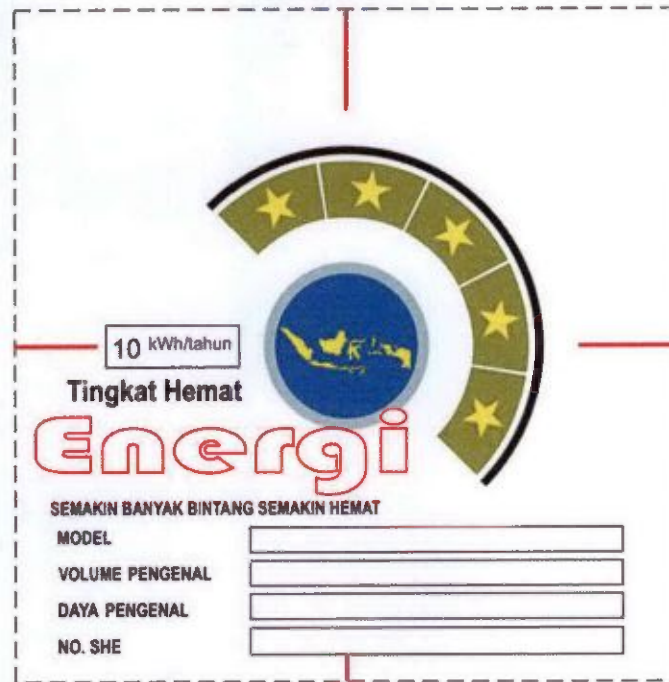 10 kWh/tahun
Tingkat Hemat
Energi
SEMAKIN BANYAK BINTANG SEMAKIN HEMAT
MODEL
VOLUME PENGENAL
DAYA PENGENAL
NO. SHE